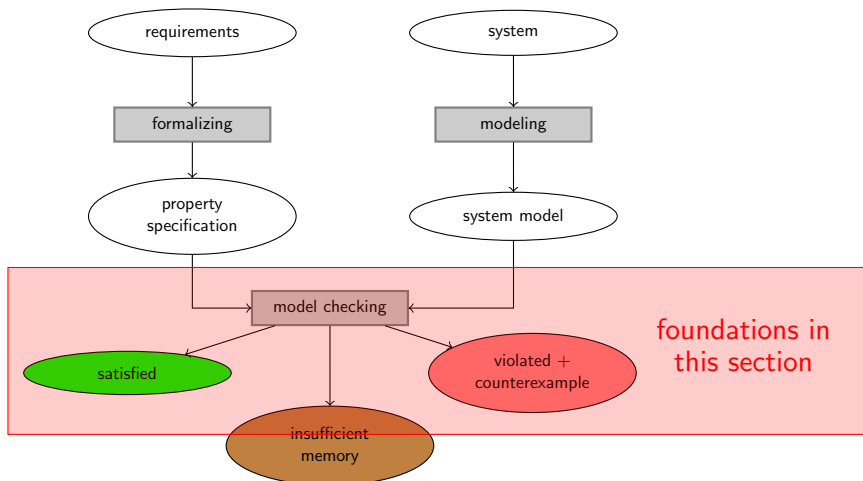 requirements
system
formalizing
modeling
property
specification
system model
model checking
foundations in
this section
satisfied
violated +
counterexample
insufficient
memory